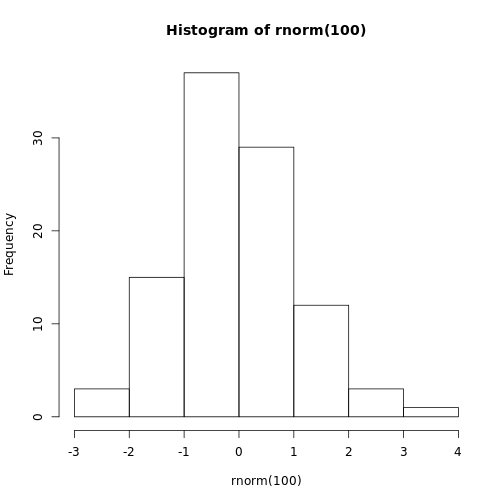 Histogram of rnorm(100)
Frequency
30
20
10
0
-3 -2 -1 0 1 2 3 4
rnorm(100)